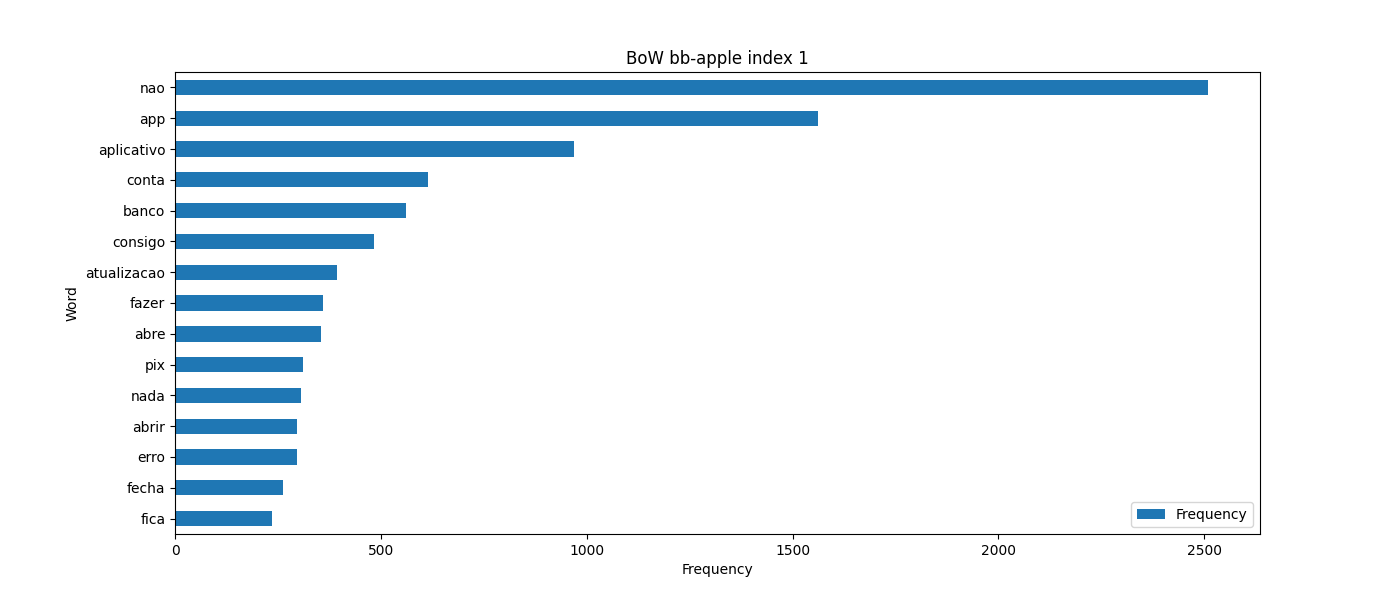 BoW bb-apple index 1
nao
app
aplicativo
conta
banco
consigo
atualizacao
fazer
abre
pix
nada
abrir
erro
fecha
fica
Word
Frequency
0 500 1000 1500 2000 2500
Frequency